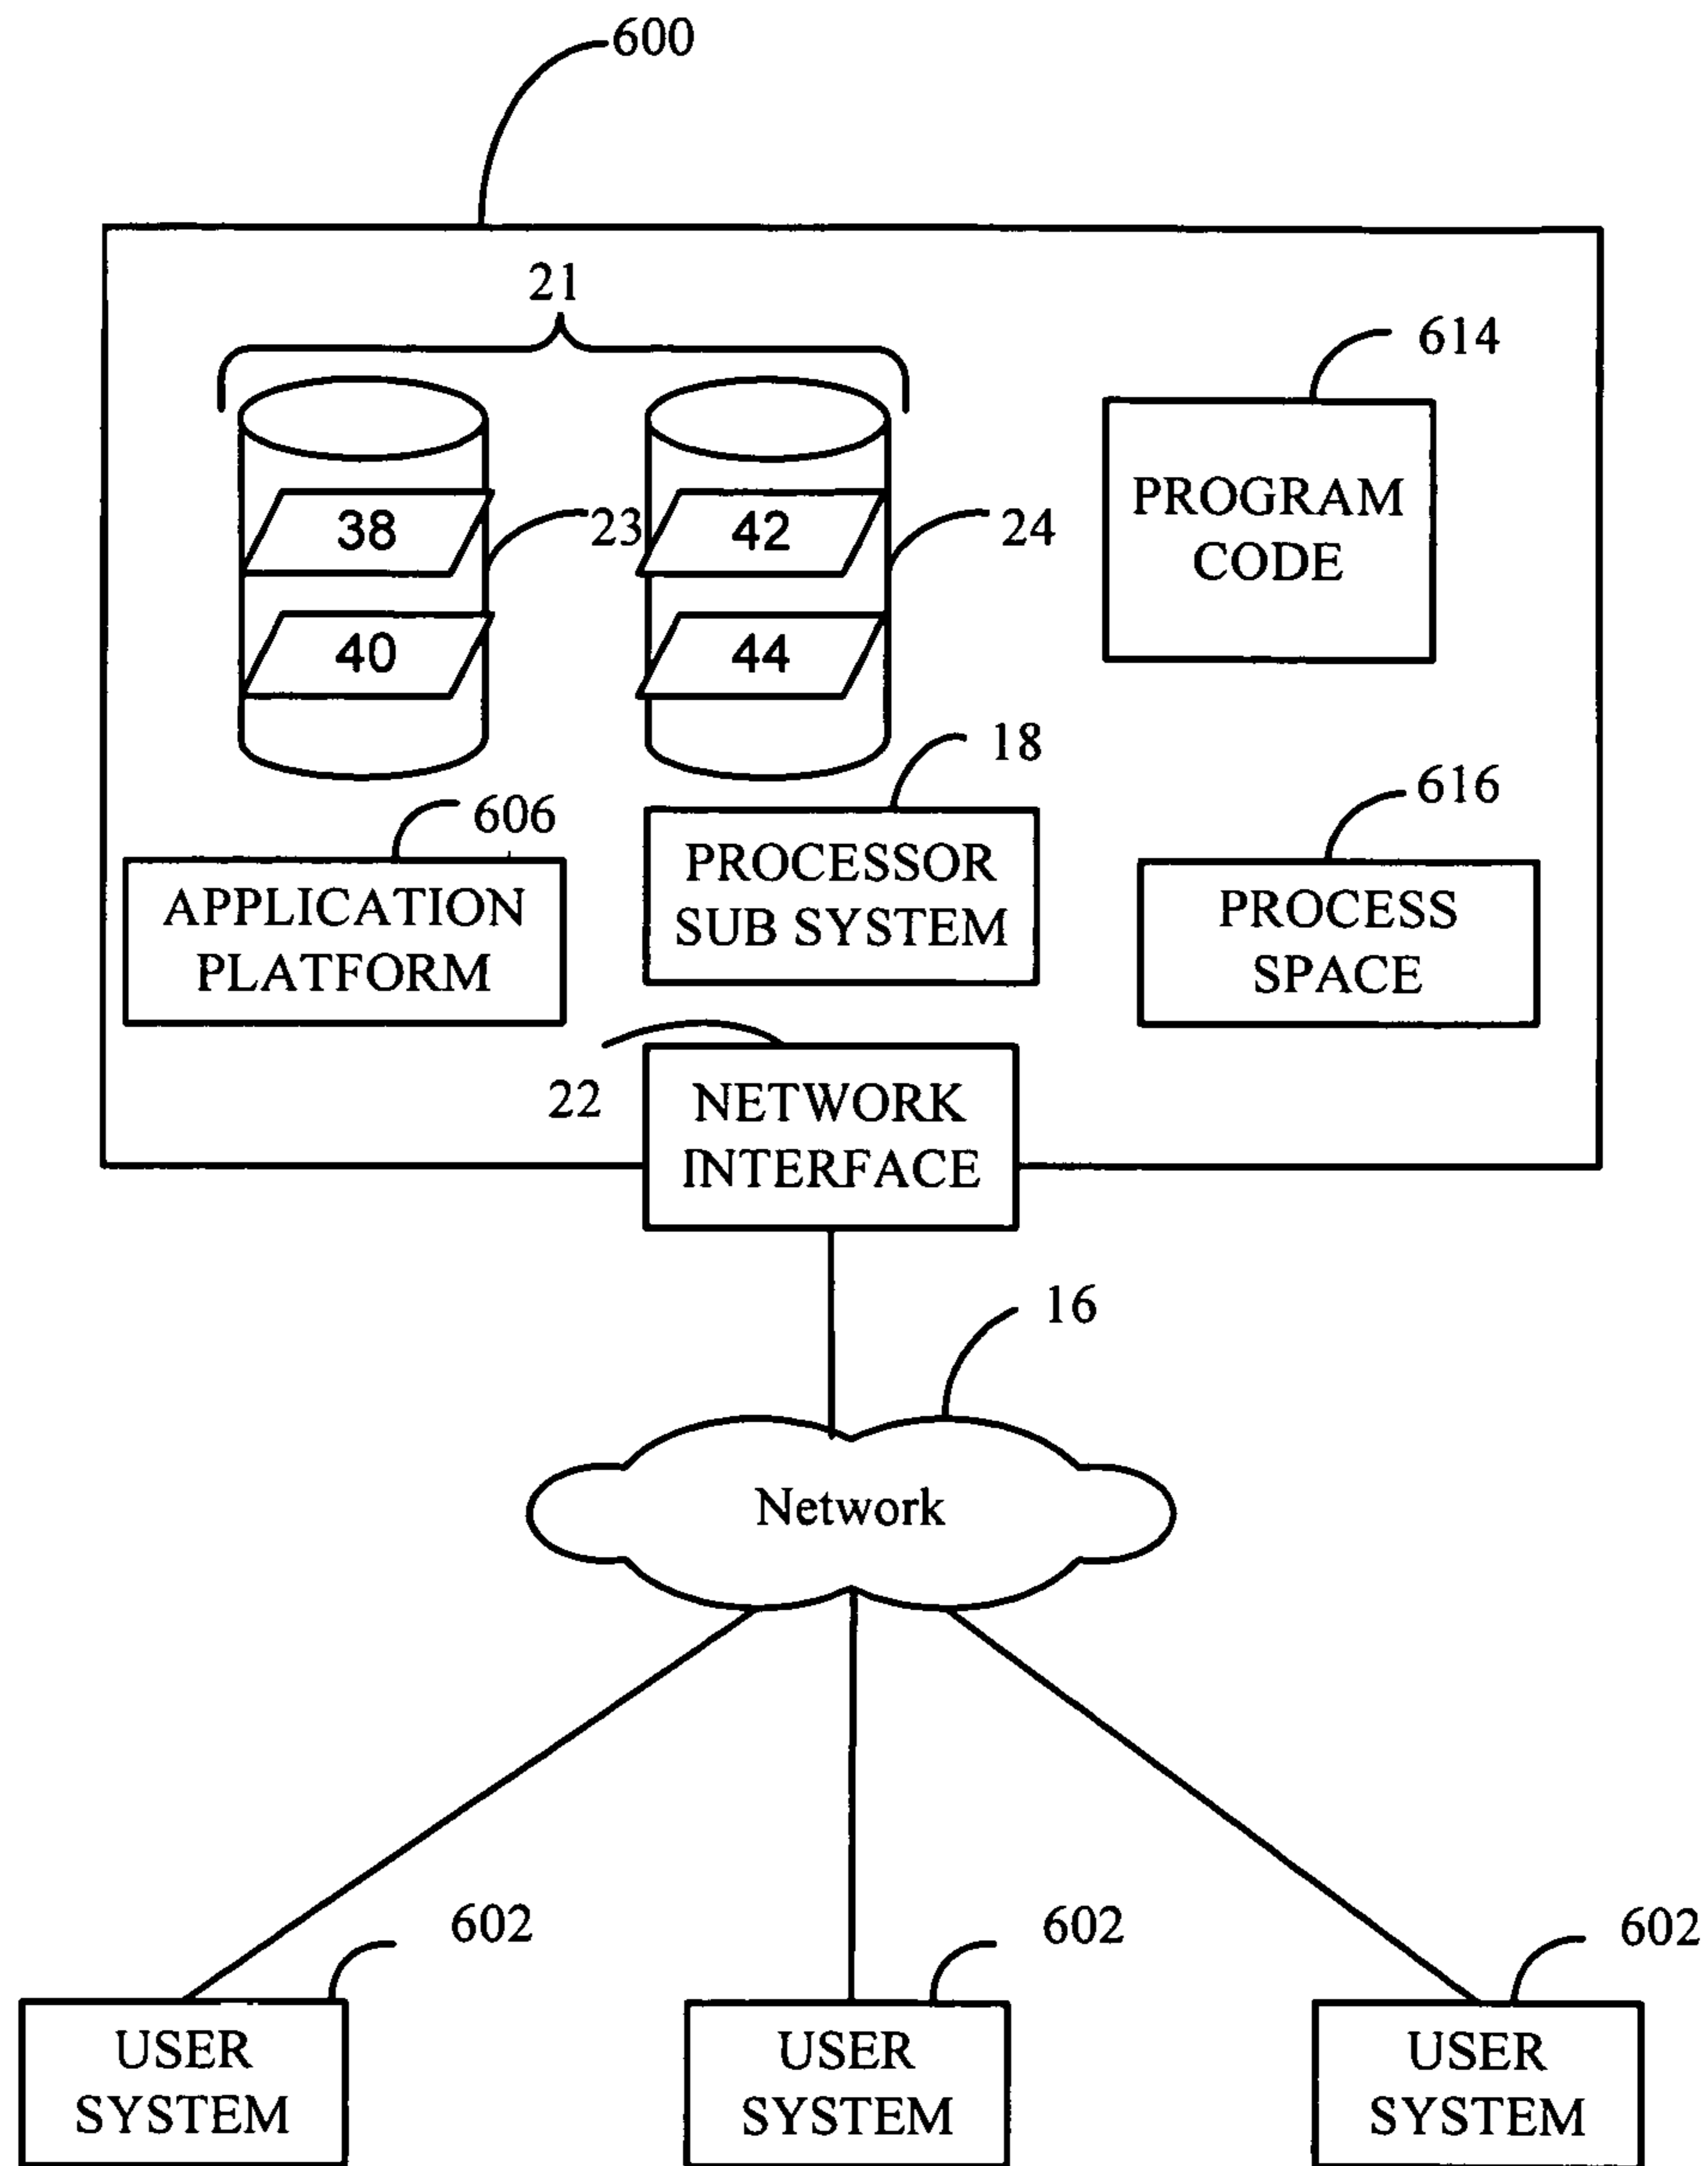 600
21
614
38
23
42
24
PROGRAM
CODE
40
44
18
606
616
APPLICATION
PLATFORM
PROCESSOR
SUB SYSTEM
PROCESS
SPACE
22
NETWORK
INTERFACE
16
Network
602
602
602
USER
SYSTEM
USER
SYSTEM
USER
SYSTEM